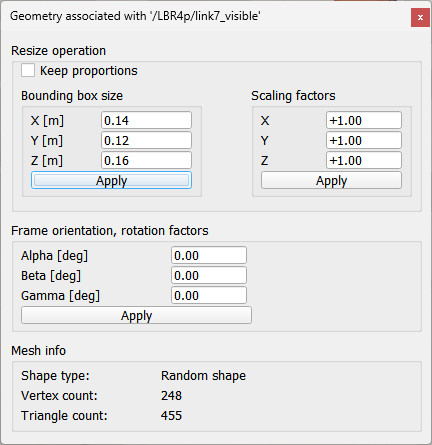 Geometry associated with '/LBR4p/link7_visible'
Resize operation
Keep proportions
Bounding box size
X [m] 0.14
Y [m] 0.12
Z [m] 0.16
Apply
Scaling factors
X +1.00
Y +1.00
Z +1.00
Apply
Frame orientation, rotation factors
Alpha [deg] 0.00
Beta [deg] 0.00
Gamma [deg] 0.00
Apply
Mesh info
Shape type: Random shape
Vertex count: 248
Triangle count: 455